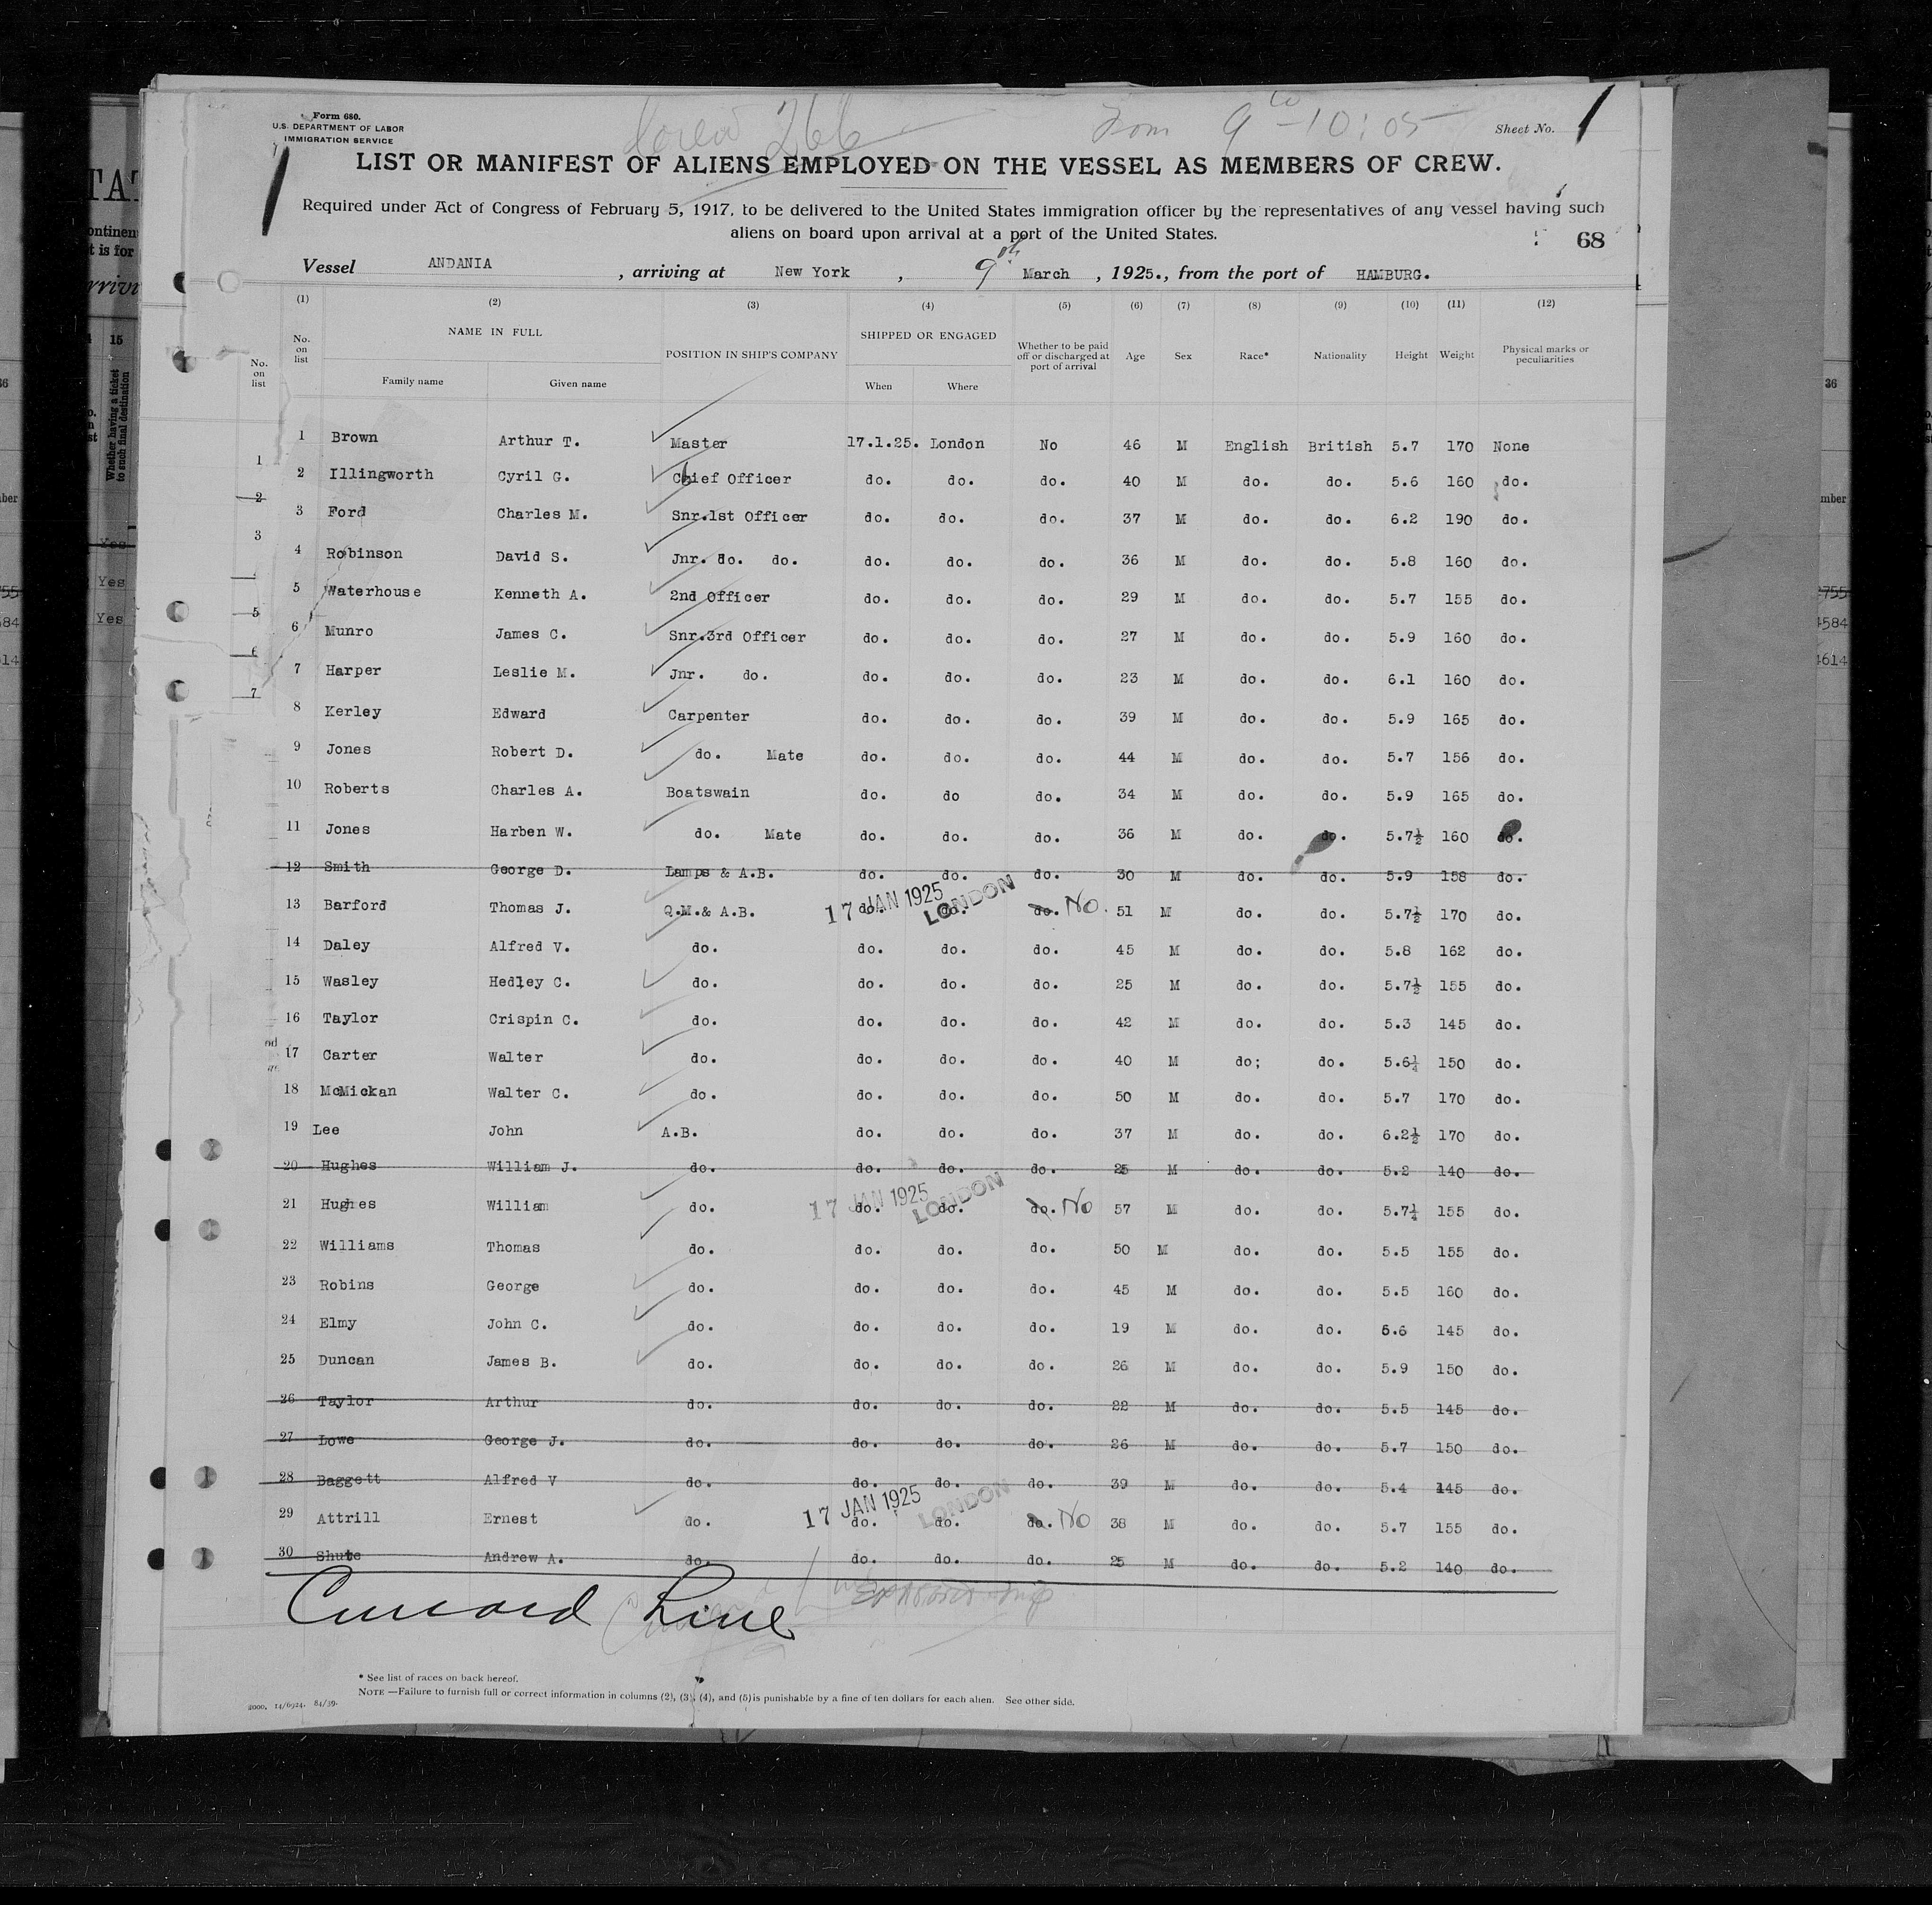 Form 680.
U.S. DEPARTMENT OF LABOR
IMMIGRATION SERVICE
Crew 266
From 9 to 10:05
Sheet No. 1
LIST OR MANIFEST OF ALIENS EMPLOYED ON THE VESSEL AS MEMBERS OF CREW.
Required under Act of Congress of February 5, 1917, to be delivered to the United States immigration officer by the representatives of any vessel having such
aliens on board upon arrival at a port of the United States.
68
Vessel ANDANIA, arriving at New York, 9th March, 1925., from the port of HAMBURG.
(1) (2) (3) (4) (5) (6) (7) (8) (9) (10) (11) (12)
No. on list NAME IN FULL Family name Given name POSITION IN SHIP'S COMPANY SHIPPED OR ENGAGED When Where Whether to be paid off or discharged at port of arrival Age Sex Race* Nationality Height Weight Physical marks or peculiarities
1 Brown Arthur T. Master 17.1.25. London No 46 M English British 5.7 170 None
2 Illingworth Cyril G. Chief Officer do. do. do. 40 M do. do. 5.6 160 do.
3 Ford Charles M. Snr.1st Officer do. do. do. 37 M do. do. 6.2 190 do.
4 Robinson David S. Jnr. do. do. do. do. do. 36 M do. do. 5.8 160 do.
5 Waterhouse Kenneth A. 2nd Officer do. do. do. 29 M do. do. 5.7 155 do.
6 Munro James C. Snr.3rd Officer do. do. do. 27 M do. do. 5.9 160 do.
7 Harper Leslie M. Jnr. do. do. do. do. 23 M do. do. 6.1 160 do.
8 Kerley Edward Carpenter do. do. do. 39 M do. do. 5.9 165 do.
9 Jones Robert D. do. Mate do. do. do. 44 M do. do. 5.7 156 do.
10 Roberts Charles A. Boatswain do. do do. 34 M do. do. 5.9 165 do.
11 Jones Harben W. do. Mate do. do. do. 36 M do. do. 5.7½ 160 do.
12 Smith George D. Lamps & A.B. do. do. do. 30 M do. do. 5.9 158 do.
17 JAN 1925 LONDON
13 Barford Thomas J. Q.M.& A.B. do. do. do. No. 51 M do. do. 5.7½ 170 do.
14 Daley Alfred V. do. do. do. do. 45 M do. do. 5.8 162 do.
15 Wasley Hedley C. do. do. do. do. 25 M do. do. 5.7½ 155 do.
16 Taylor Crispin C. do. do. do. do. 42 M do. do. 5.3 145 do.
17 Carter Walter do. do. do. do. 40 M do; do. 5.6¼ 150 do.
18 McMickan Walter C. do. do. do. do. 50 M do. do. 5.7 170 do.
19 Lee John A.B. do. do. do. 37 M do. do. 6.2½ 170 do.
20 Hughes William J. do. do. do. do. 25 M do. do. 5.2 140 do.
17 JAN 1925 LONDON
21 Hughes William do. do. do. do. No 57 M do. do. 5.7¼ 155 do.
22 Williams Thomas do. do. do. do. 50 M do. do. 5.5 155 do.
23 Robins George do. do. do. do. 45 M do. do. 5.5 160 do.
24 Elmy John C. do. do. do. do. 19 M do. do. 5.6 145 do.
25 Duncan James B. do. do. do. do. 26 M do. do. 5.9 150 do.
26 Taylor Arthur do. do. do. do. 22 M do. do. 5.5 145 do.
27 Lowe George J. do. do. do. do. 26 M do. do. 5.7 150 do.
28 Baggett Alfred V do. do. do. do. 39 M do. do. 5.4 145 do.
17 JAN 1925 LONDON
29 Attrill Ernest do. do. do. do. No 38 M do. do. 5.7 155 do.
30 Shute Andrew A. do. do. do. do. 25 M do. do. 5.2 140 do.
Cunard Line
* See list of races on back hereof.
NOTE —Failure to furnish full or correct information in columns (2), (3), (4), and (5) is punishable by a fine of ten dollars for each alien. See other side.
2000, 14/6924. 84/39.